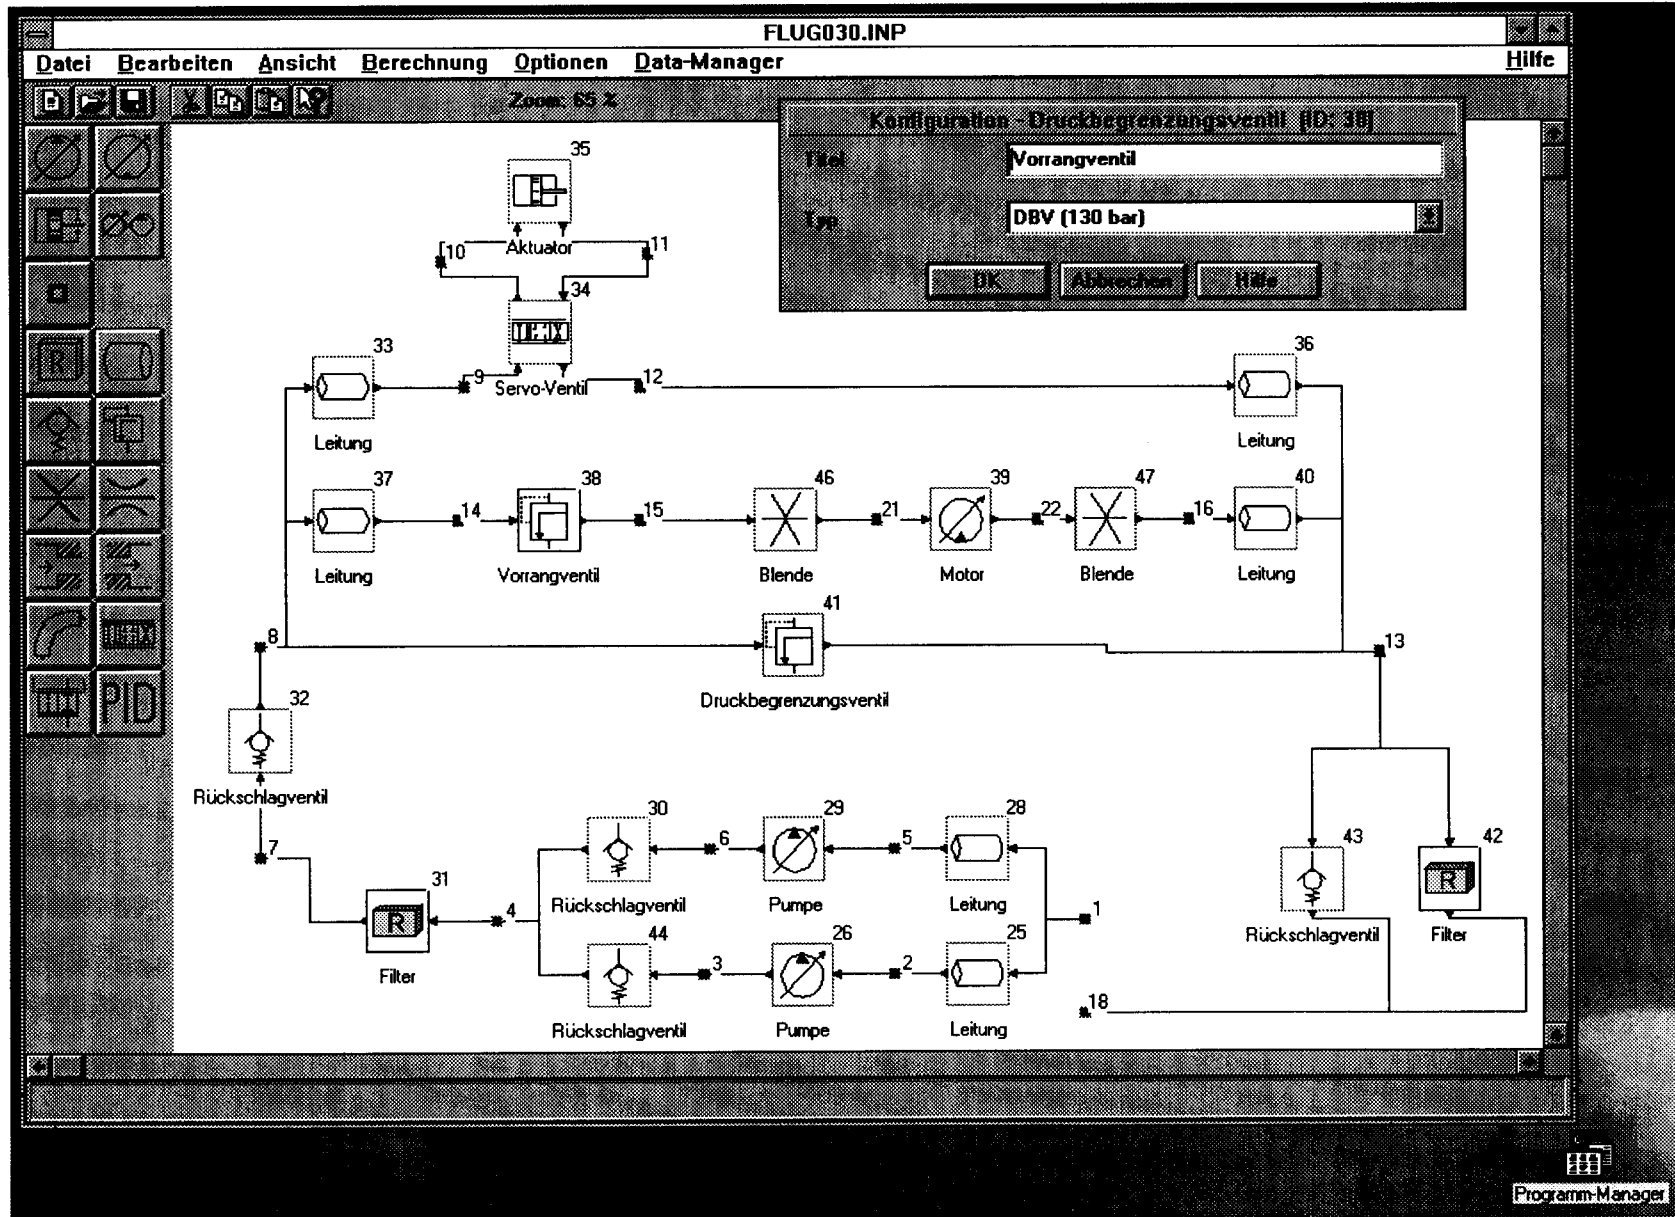 FLUG030.INP
Datei Bearbeiten Ansicht Berechnung Optionen Data-Manager Hilfe
Zoom: 65 %
Konfiguration - Druckbegrenzungsventil (ID: 38)
Titel Vorrangventil
Typ DBV (130 bar)
OK Abbrechen Hilfe
35
Aktuator
10 11
34
Servo-Ventil
33 9 12 36
Leitung Leitung
37 14 38 15 46 21 39 22 47 16 40
Leitung Vorrangventil Blende Motor Blende Leitung
41
Druckbegrenzungsventil
8 13
32
Rückschlagventil
7
30 6 29 5 28
Rückschlagventil Pumpe Leitung
43 42
R
Rückschlagventil Filter
31 4 1
R
Filter
44 3 26 2 25
Rückschlagventil Pumpe Leitung
18
R
PID
Programm-Manager